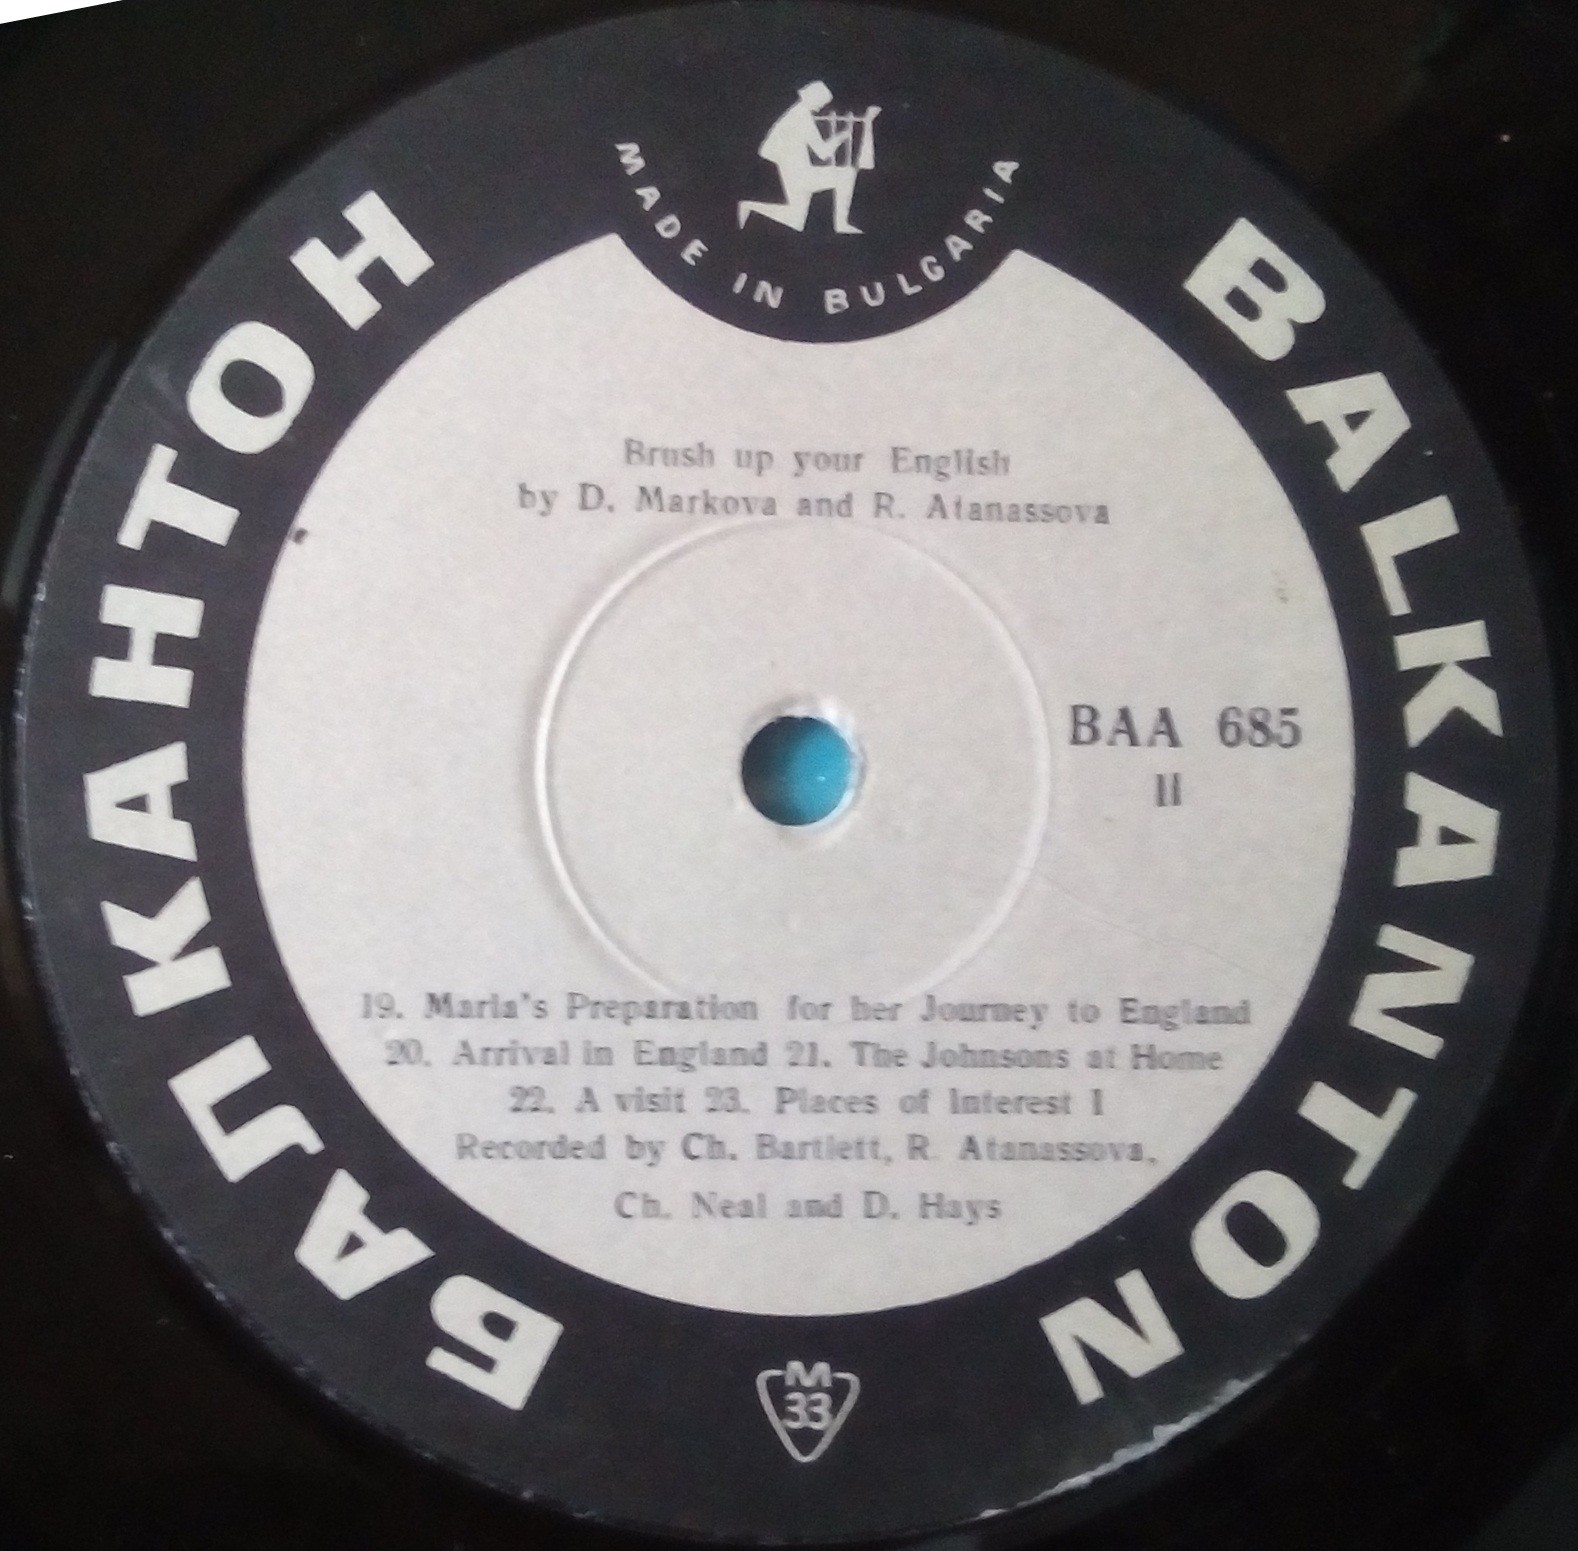 MADE IN BULGARIA
БАЛКАНТОН
BALKANTON
Brush up your English
by D. Markova and R. Atanassova
BAA 685
II
19. Maria's Preparation for her Journey to England
20. Arrival in England 21. The Johnsons at Home
22. A visit 23. Places of Interest I
Recorded by Ch. Bartlett, R. Atanassova,
Ch. Neal and D. Hays
M
33